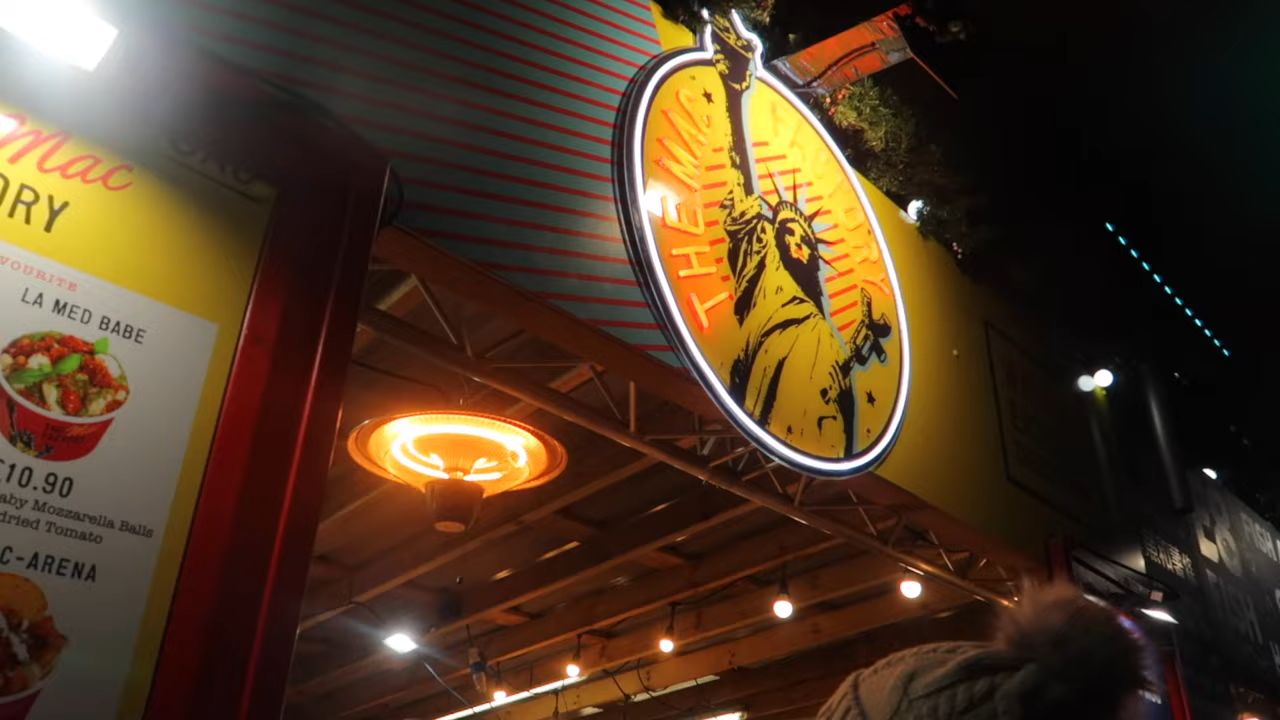 Mac
ORY
VOURITE
LA MED BABE
£10.90
aby Mozzarella Balls
dried Tomato
C-ARENA
THE MAC FACTORY